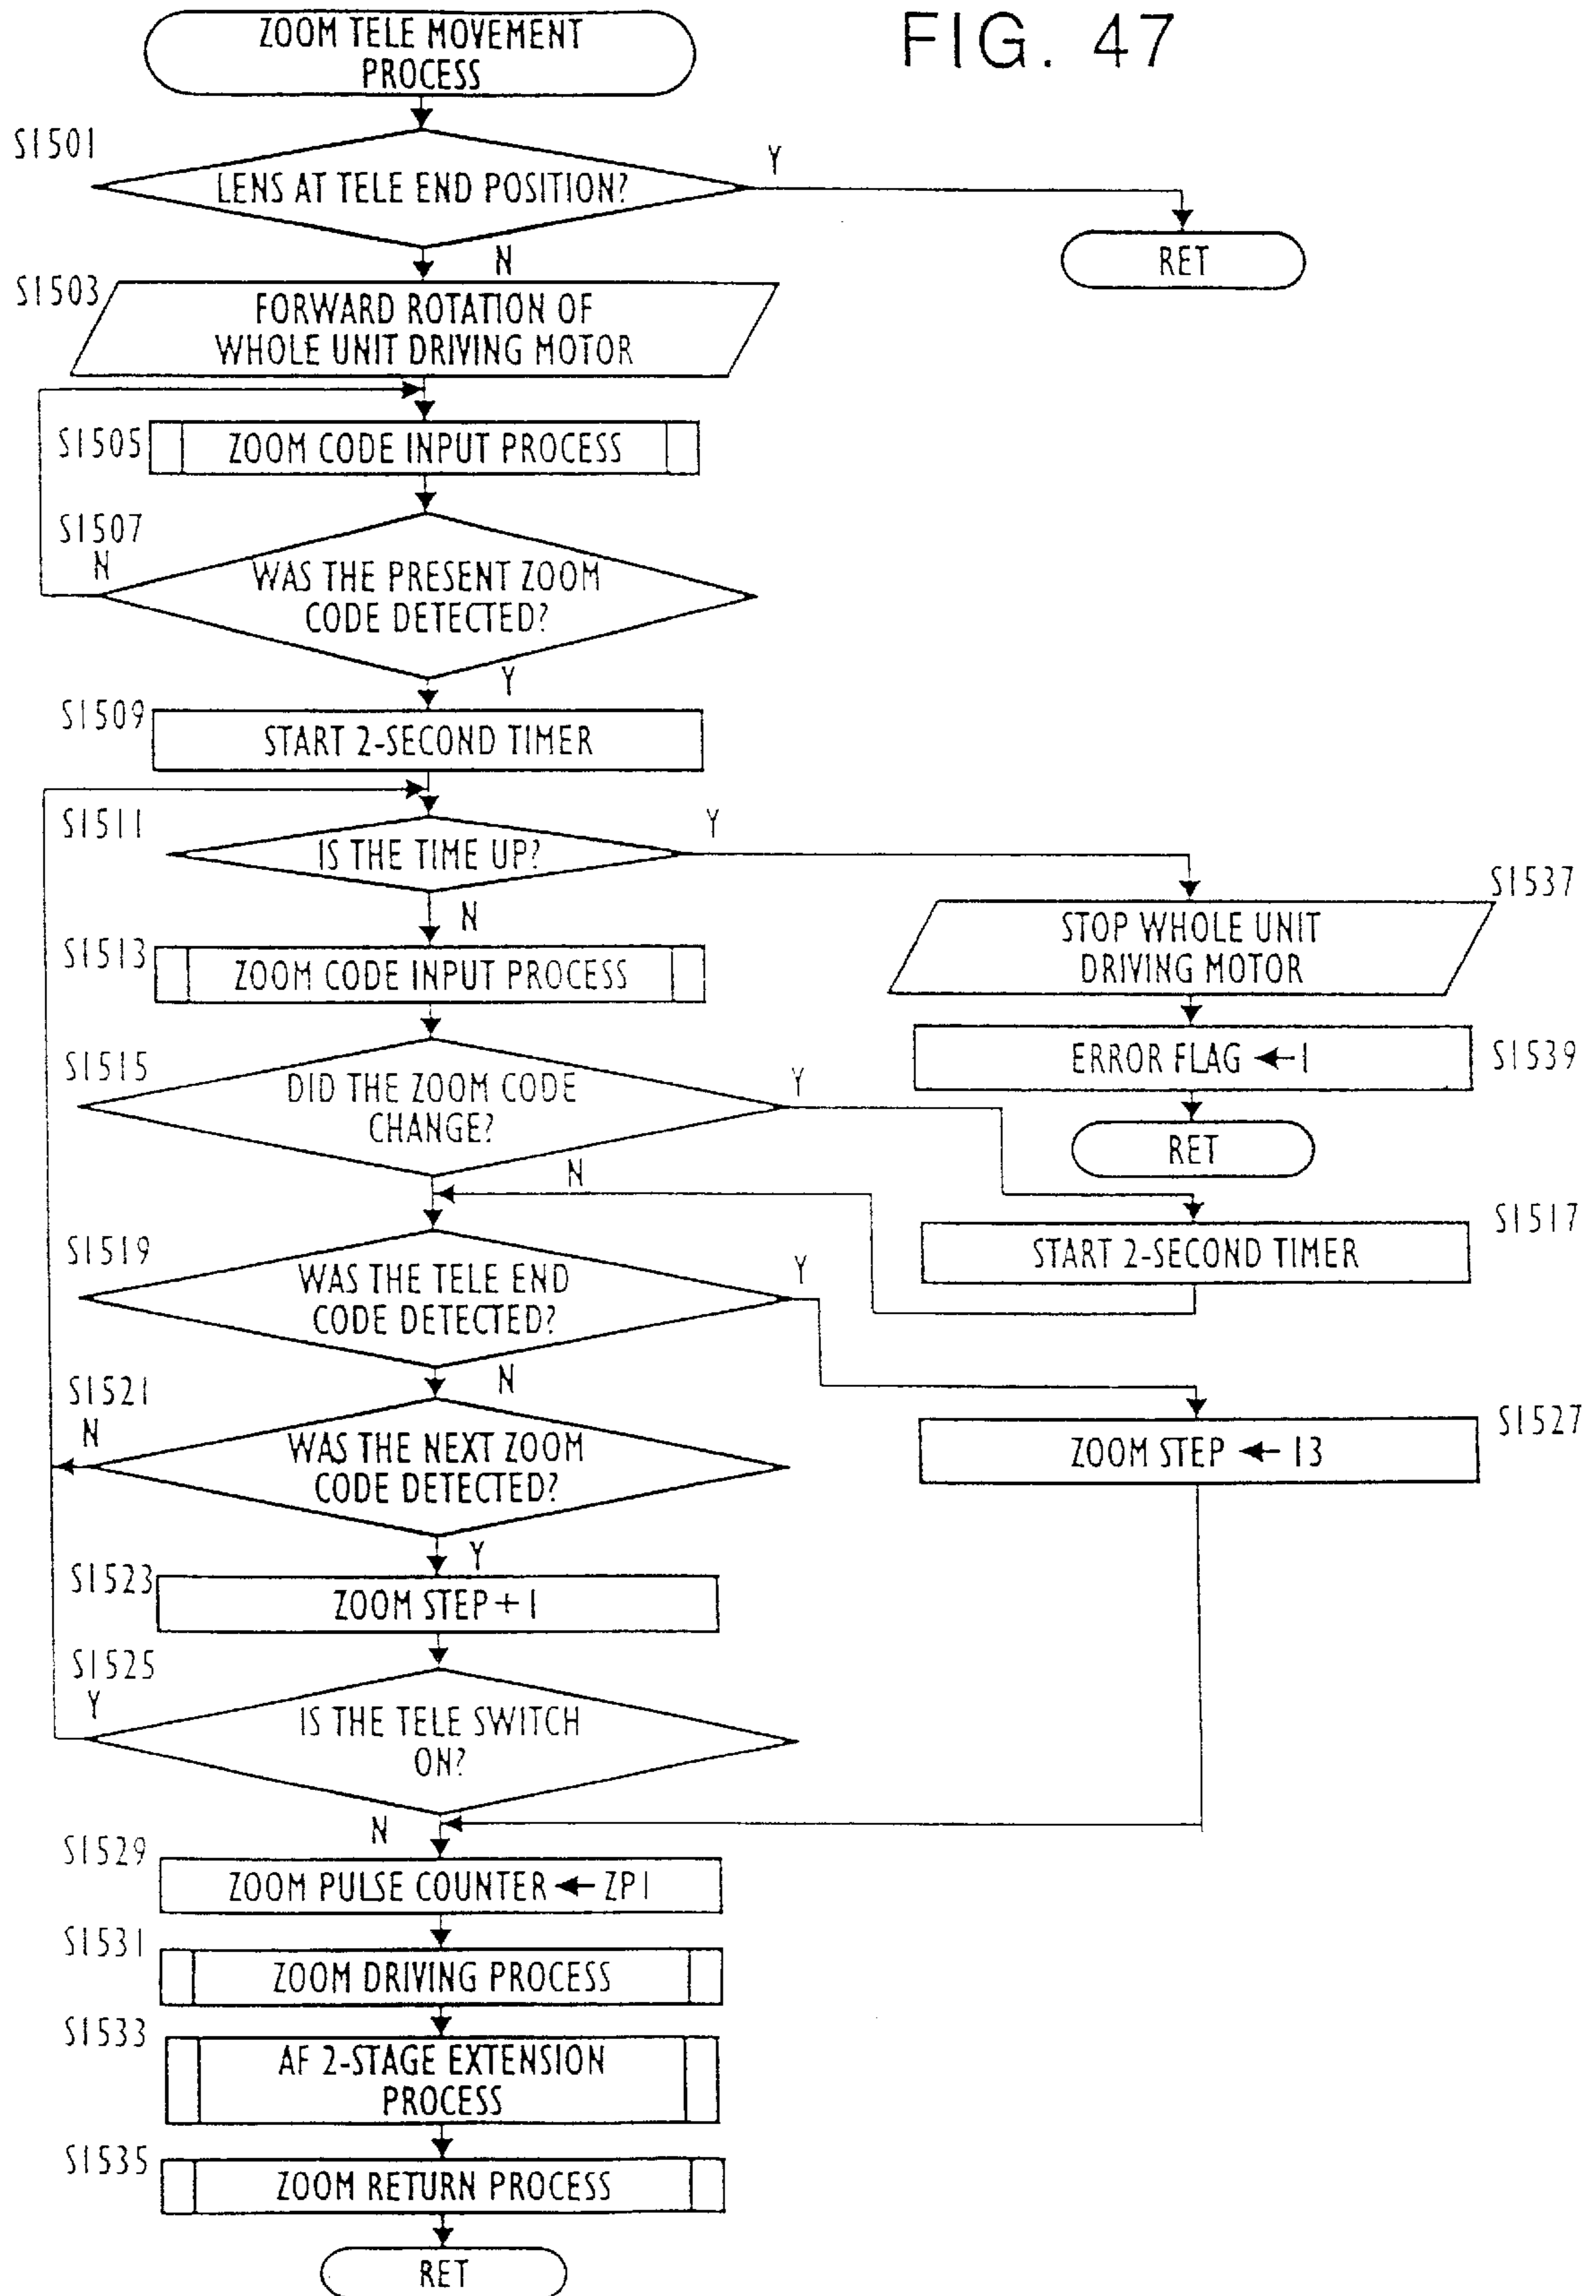 FIG. 47
ZOOM TELE MOVEMENT
PROCESS
S1501
LENS AT TELE END POSITION?
Y
RET
N
S1503
FORWARD ROTATION OF
WHOLE UNIT DRIVING MOTOR
S1505
ZOOM CODE INPUT PROCESS
S1507
N
WAS THE PRESENT ZOOM
CODE DETECTED?
Y
S1509
START 2-SECOND TIMER
S1511
IS THE TIME UP?
Y
N
S1537
STOP WHOLE UNIT
DRIVING MOTOR
S1513
ZOOM CODE INPUT PROCESS
S1539
ERROR FLAG ← 1
RET
S1515
DID THE ZOOM CODE
CHANGE?
Y
N
S1517
START 2-SECOND TIMER
S1519
WAS THE TELE END
CODE DETECTED?
Y
N
S1521
N
WAS THE NEXT ZOOM
CODE DETECTED?
Y
S1527
ZOOM STEP ← 13
S1523
ZOOM STEP + 1
S1525
Y
IS THE TELE SWITCH
ON?
N
S1529
ZOOM PULSE COUNTER ← ZP1
S1531
ZOOM DRIVING PROCESS
S1533
AF 2-STAGE EXTENSION
PROCESS
S1535
ZOOM RETURN PROCESS
RET